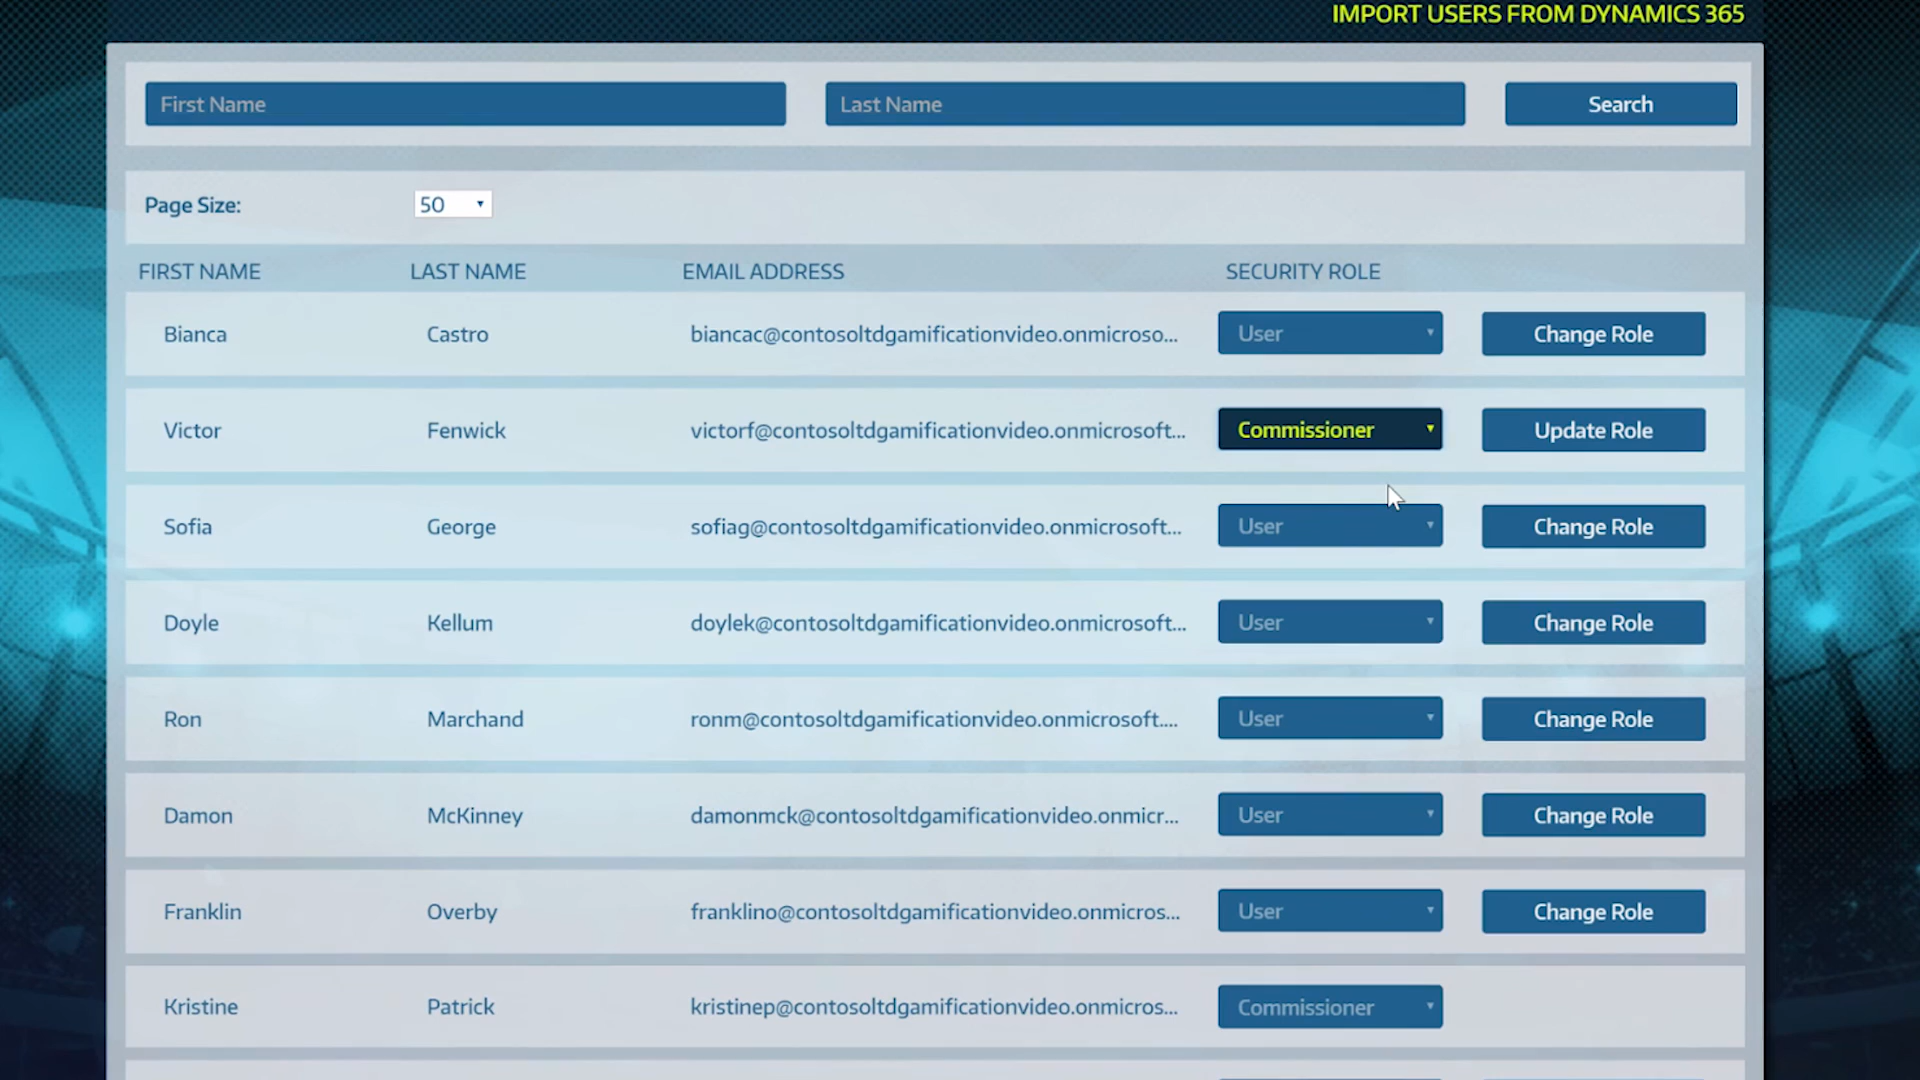 IMPORT USERS FROM DYNAMICS 365
First Name Last Name Search
Page Size: 50
FIRST NAME LAST NAME EMAIL ADDRESS SECURITY ROLE
Bianca Castro biancac@contosoltdgamificationvideo.onmicroso... User Change Role
Victor Fenwick victorf@contosoltdgamificationvideo.onmicrosoft... Commissioner Update Role
Sofia George sofiag@contosoltdgamificationvideo.onmicrosoft... User Change Role
Doyle Kellum doylek@contosoltdgamificationvideo.onmicrosoft... User Change Role
Ron Marchand ronm@contosoltdgamificationvideo.onmicrosoft.... User Change Role
Damon McKinney damonmck@contosoltdgamificationvideo.onmicr... User Change Role
Franklin Overby franklino@contosoltdgamificationvideo.onmicros... User Change Role
Kristine Patrick kristinep@contosoltdgamificationvideo.onmicros... Commissioner